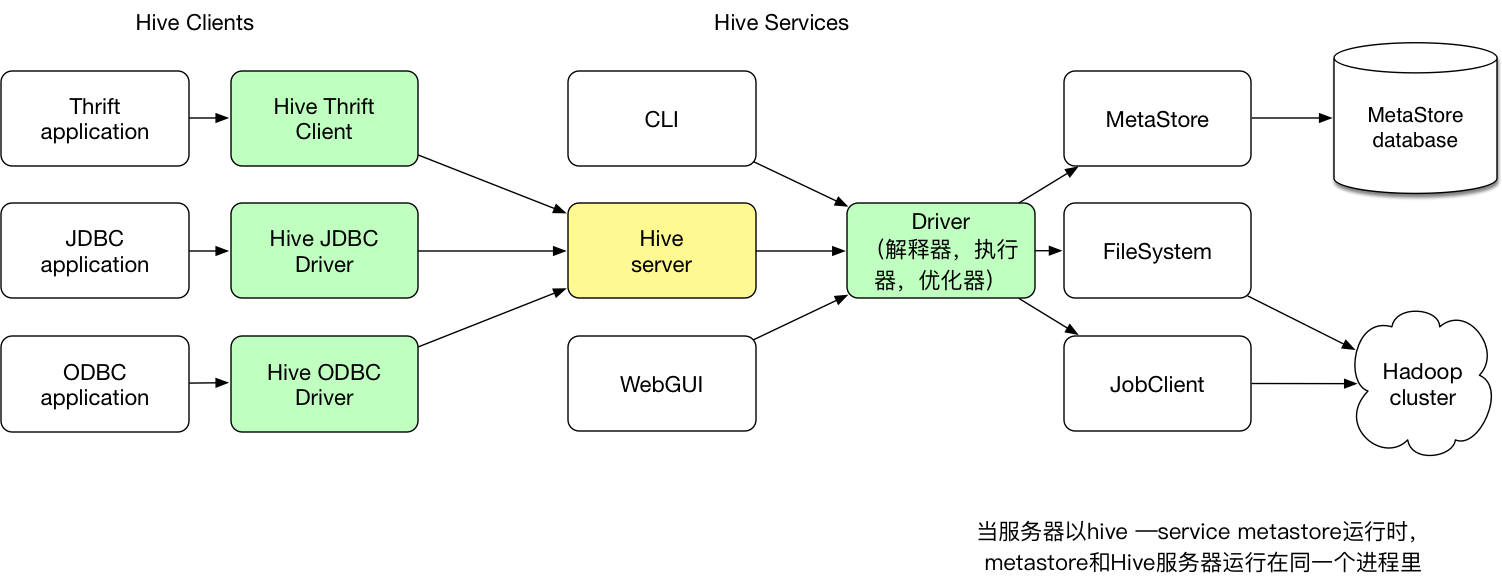 Hive Clients
Hive Services
Thrift
application
Hive Thrift
Client
CLI
MetaStore
MetaStore
database
JDBC
application
Hive JDBC
Driver
Hive
server
Driver
（解释器，执行
器，优化器）
FileSystem
ODBC
application
Hive ODBC
Driver
WebGUI
JobClient
Hadoop
cluster
当服务器以hive —service metastore运行时，
metastore和Hive服务器运行在同一个进程里